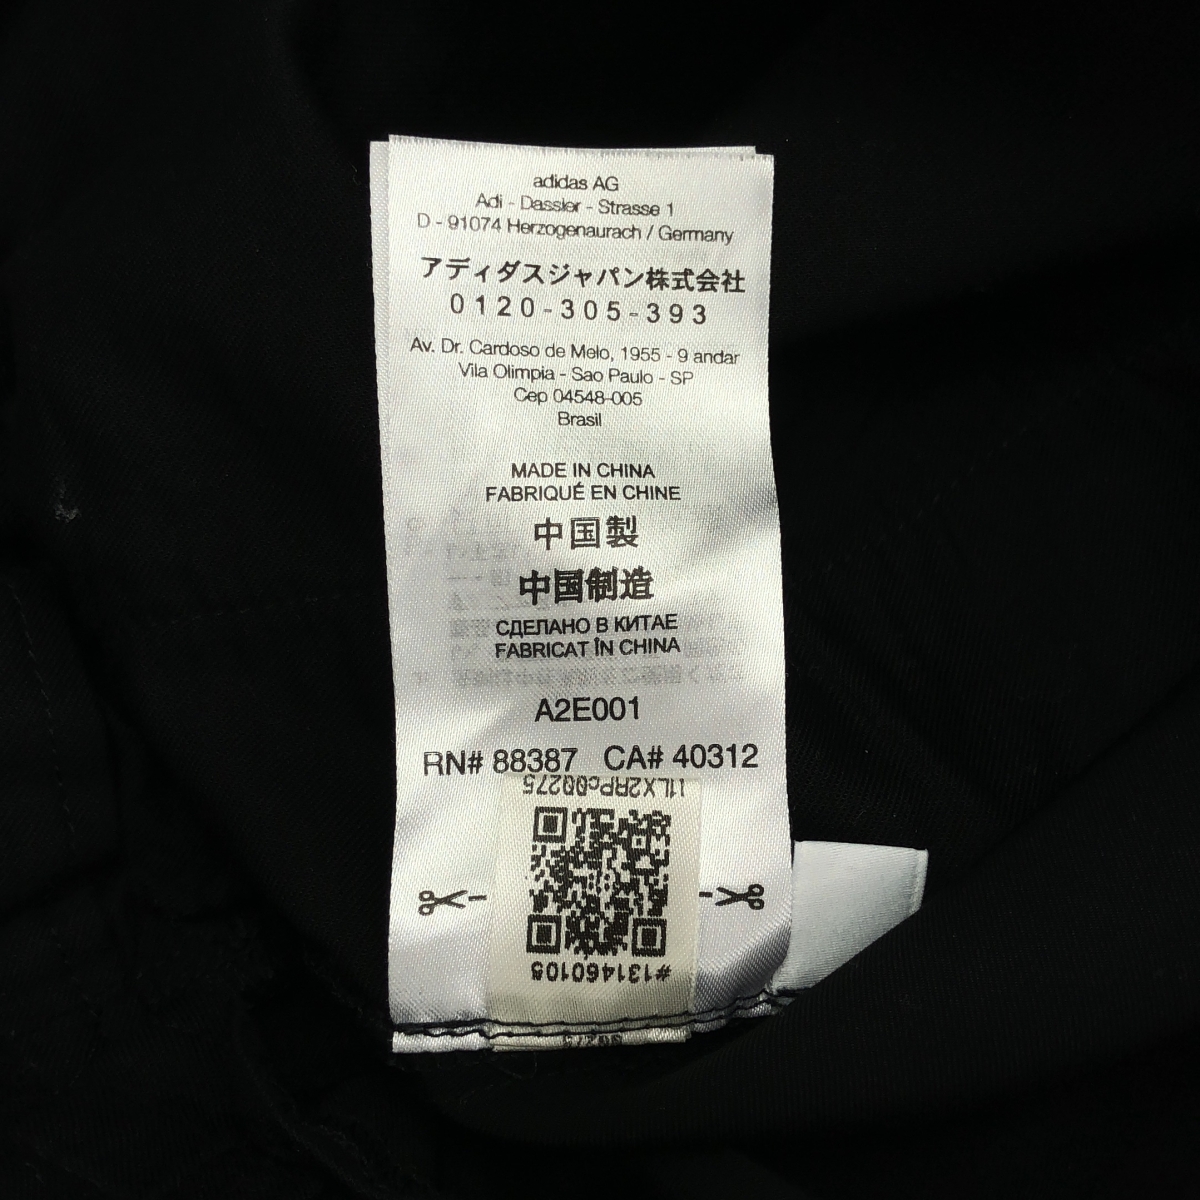 adidas AG
Adi - Dassler - Strasse 1
D - 91074 Herzogenaurach / Germany
アディダスジャパン株式会社
0120-305-393
Av. Dr. Cardoso de Melo, 1955 - 9 andar
Vila Olimpia - Sao Paulo - SP
Cep 04548-005
Brasil
MADE IN CHINA
FABRIQUÉ EN CHINE
中国製
中国制造
СДЕЛАНО В КИТАЕ
FABRICAT ÎN CHINA
A2E001
RN# 88387 CA# 40312
#131460105